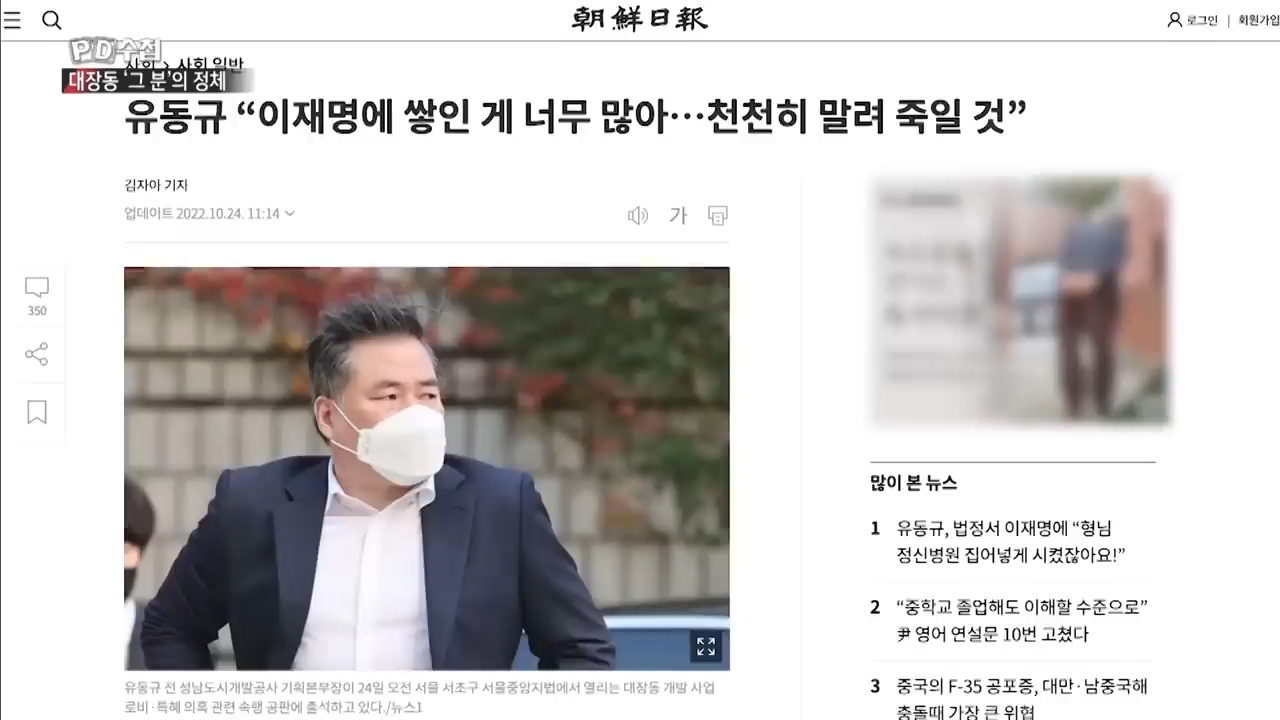 朝鮮日報
로그인 | 회원가입
PD수첩
대장동 '그 분'의 정체
사회 > 사회 일반
유동규 “이재명에 쌓인 게 너무 많아…천천히 말려 죽일 것”
김자아 기자
업데이트 2022.10.24. 11:14
가
350
유동규 전 성남도시개발공사 기획본부장이 24일 오전 서울 서초구 서울중앙지법에서 열리는 대장동 개발 사업
로비·특혜 의혹 관련 속행 공판에 출석하고 있다./뉴스1
많이 본 뉴스
1 유동규, 법정서 이재명에 “형님
정신병원 집어넣게 시켰잖아요!”
2 “중학교 졸업해도 이해할 수준으로”
尹 영어 연설문 10번 고쳤다
3 중국의 F-35 공포증, 대만·남중국해
충돌때 가장 큰 위협